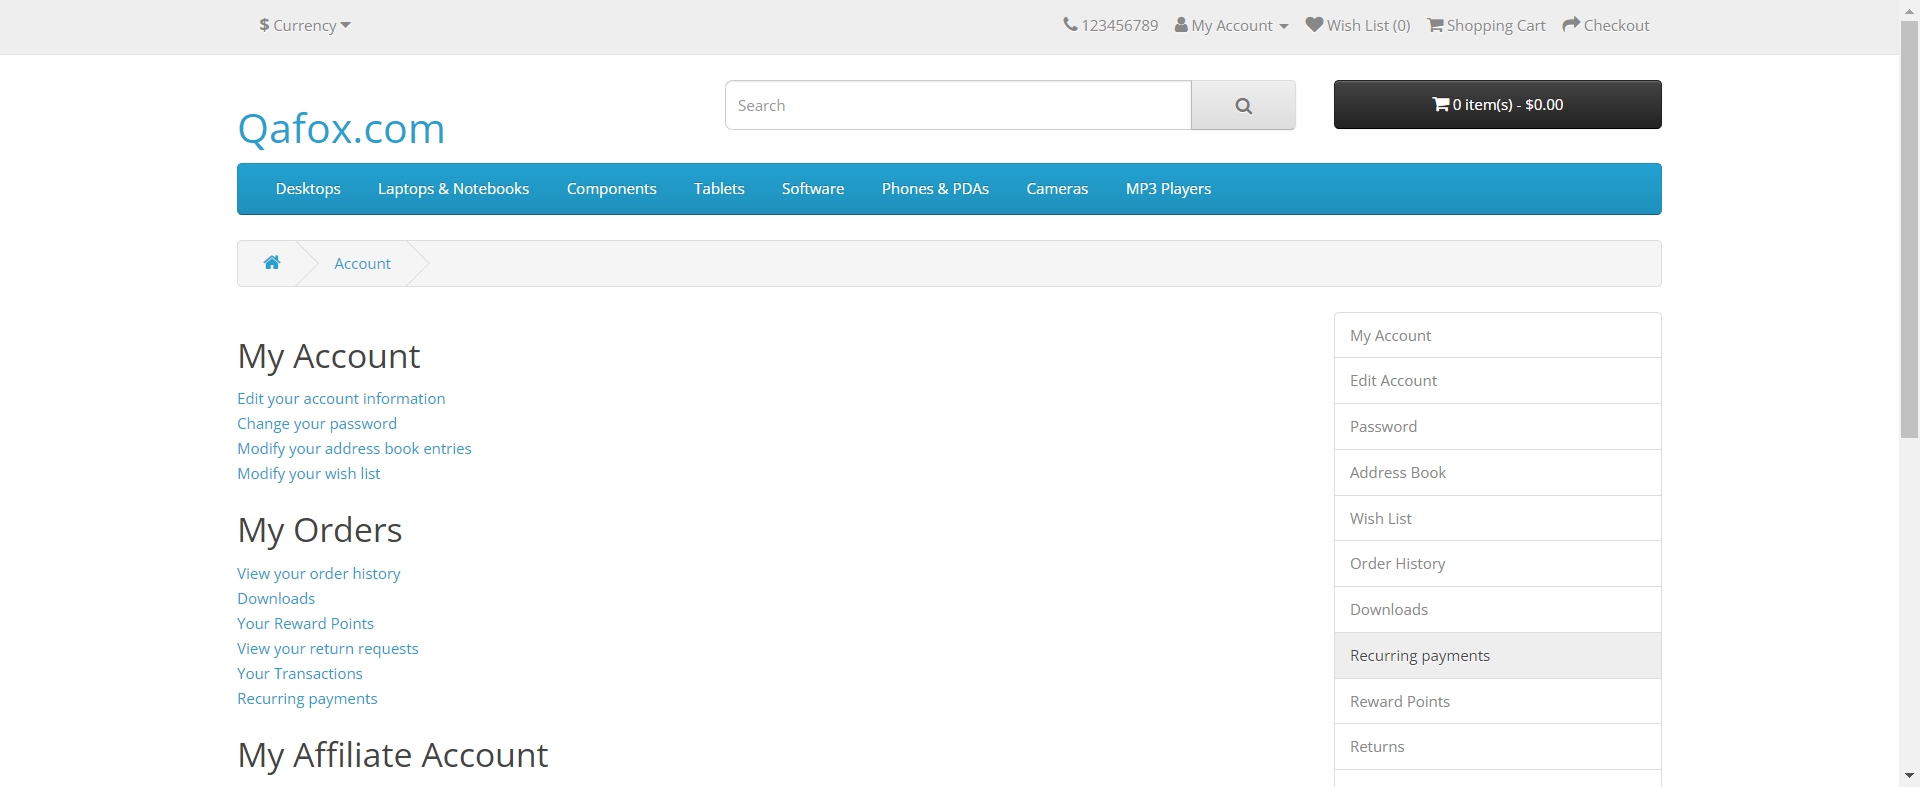 $ Currency
123456789 My Account Wish List (0) Shopping Cart Checkout
Qafox.com
Search
0 item(s) - $0.00
Desktops Laptops & Notebooks Components Tablets Software Phones & PDAs Cameras MP3 Players
Account
My Account
Edit your account information
Change your password
Modify your address book entries
Modify your wish list
My Orders
View your order history
Downloads
Your Reward Points
View your return requests
Your Transactions
Recurring payments
My Affiliate Account
My Account
Edit Account
Password
Address Book
Wish List
Order History
Downloads
Recurring payments
Reward Points
Returns